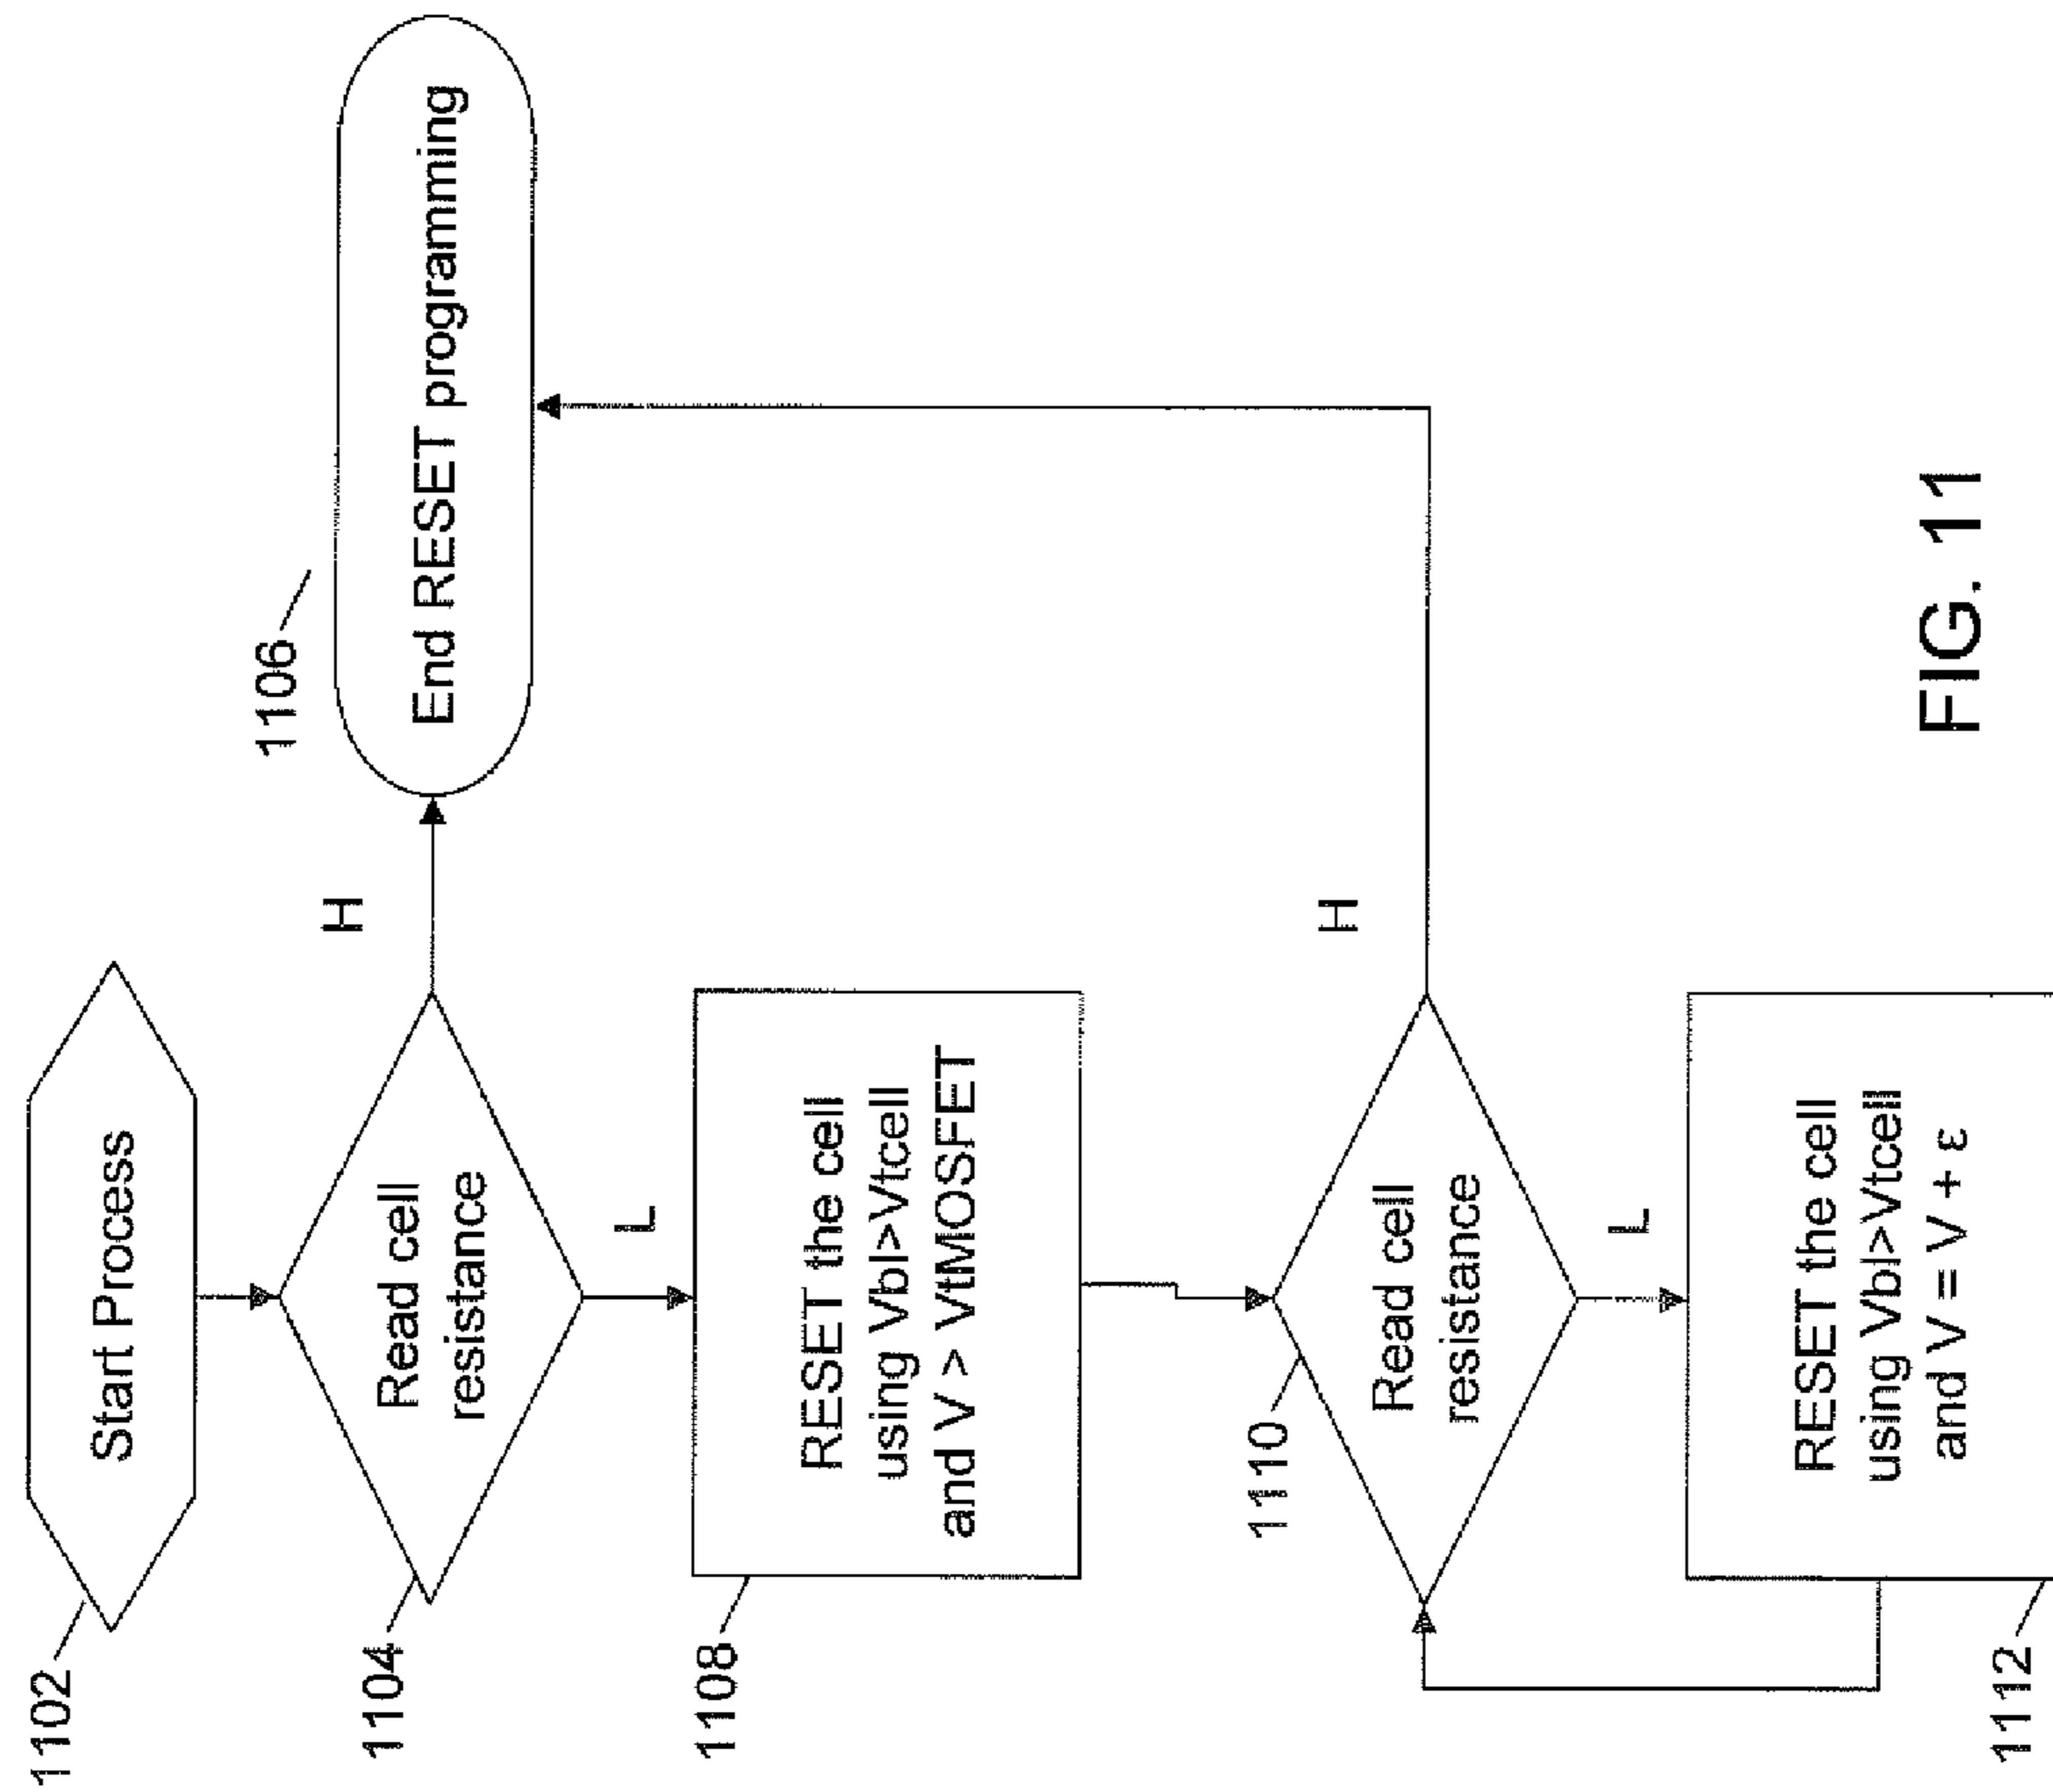 1102
Start Process
1104
Read cell
resistance
H
1106
End RESET programming
L
1108
RESET the cell
using Vbl>Vtcell
and V > VtMOSFET
1110
Read cell
resistance
H
L
1112
RESET the cell
using Vbl>Vtcell
and V = V + ε
FIG. 11